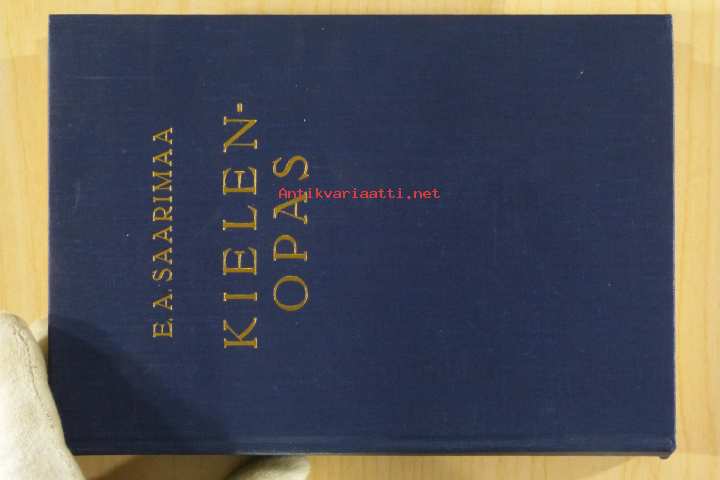 E. A. SAARIMAA
KIELEN-
OPAS
Antikvariaatti.net